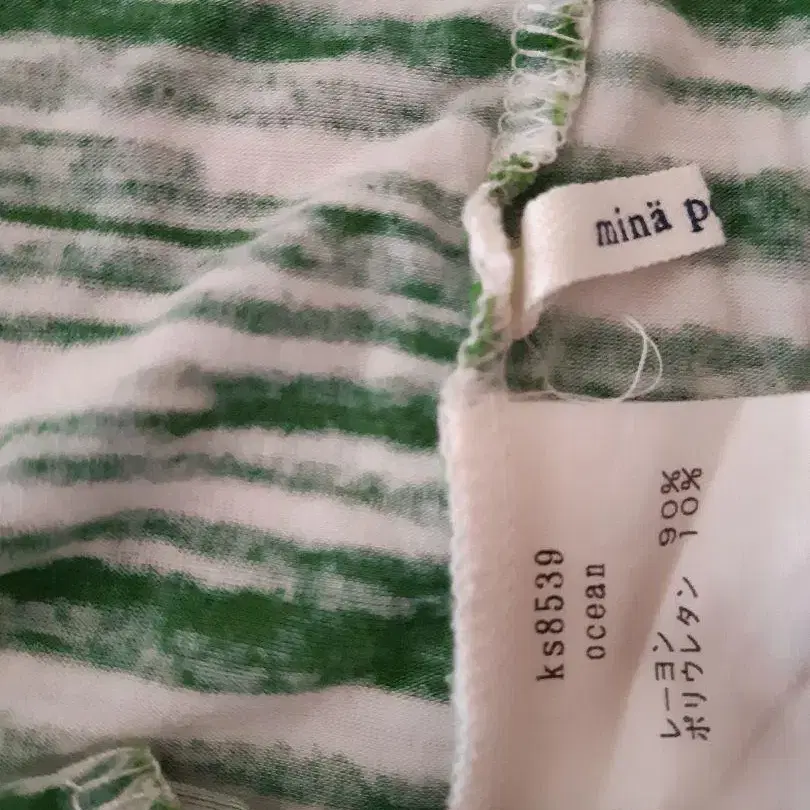 minä p
ks8539
ocean
レーヨン 90%
ポリウレタン 10%